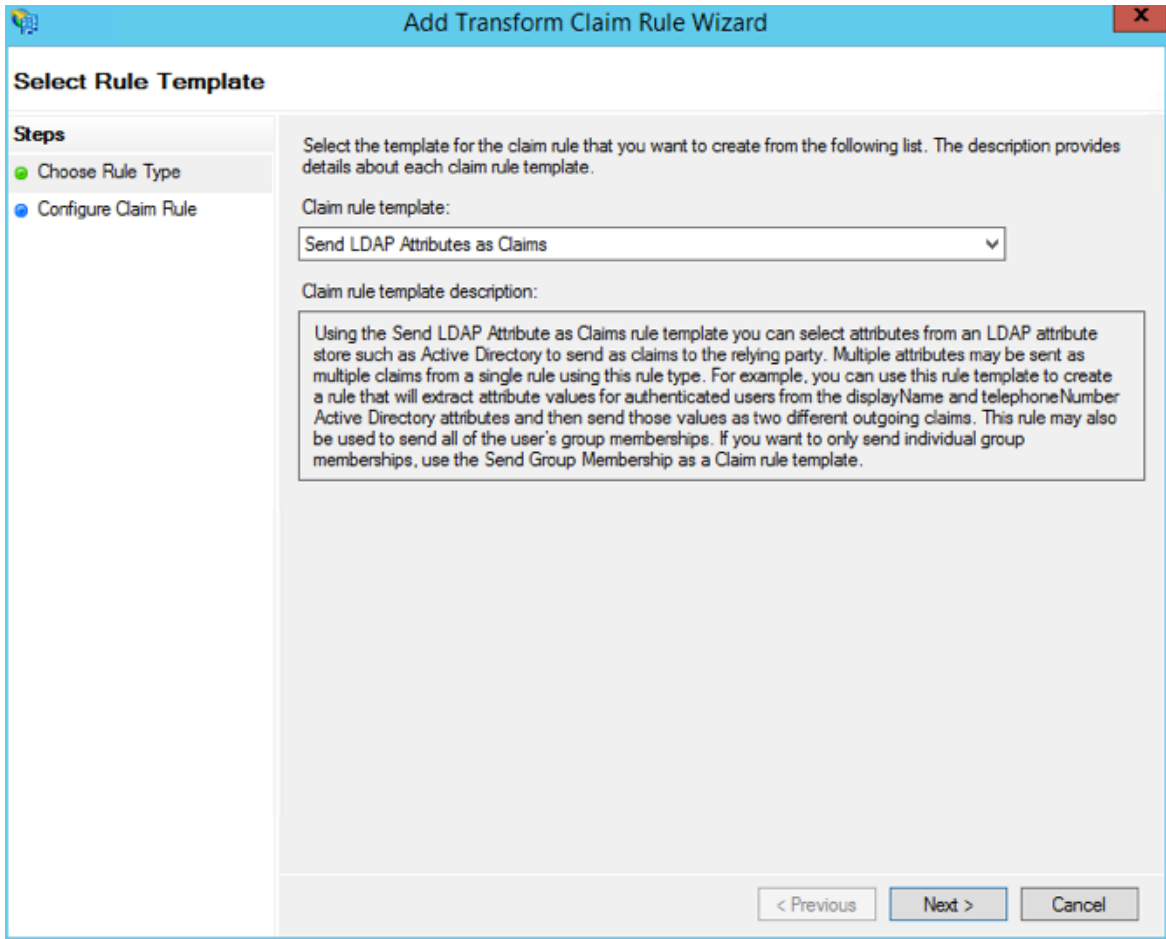 Add Transform Claim Rule Wizard
x
Select Rule Template
Steps
Choose Rule Type
Configure Claim Rule
Select the template for the claim rule that you want to create from the following list. The description provides
details about each claim rule template.
Claim rule template:
Send LDAP Attributes as Claims
Claim rule template description:
Using the Send LDAP Attribute as Claims rule template you can select attributes from an LDAP attribute
store such as Active Directory to send as claims to the relying party. Multiple attributes may be sent as
multiple claims from a single rule using this rule type. For example, you can use this rule template to create
a rule that will extract attribute values for authenticated users from the displayName and telephoneNumber
Active Directory attributes and then send those values as two different outgoing claims. This rule may also
be used to send all of the user's group memberships. If you want to only send individual group
memberships, use the Send Group Membership as a Claim rule template.
< Previous
Next >
Cancel